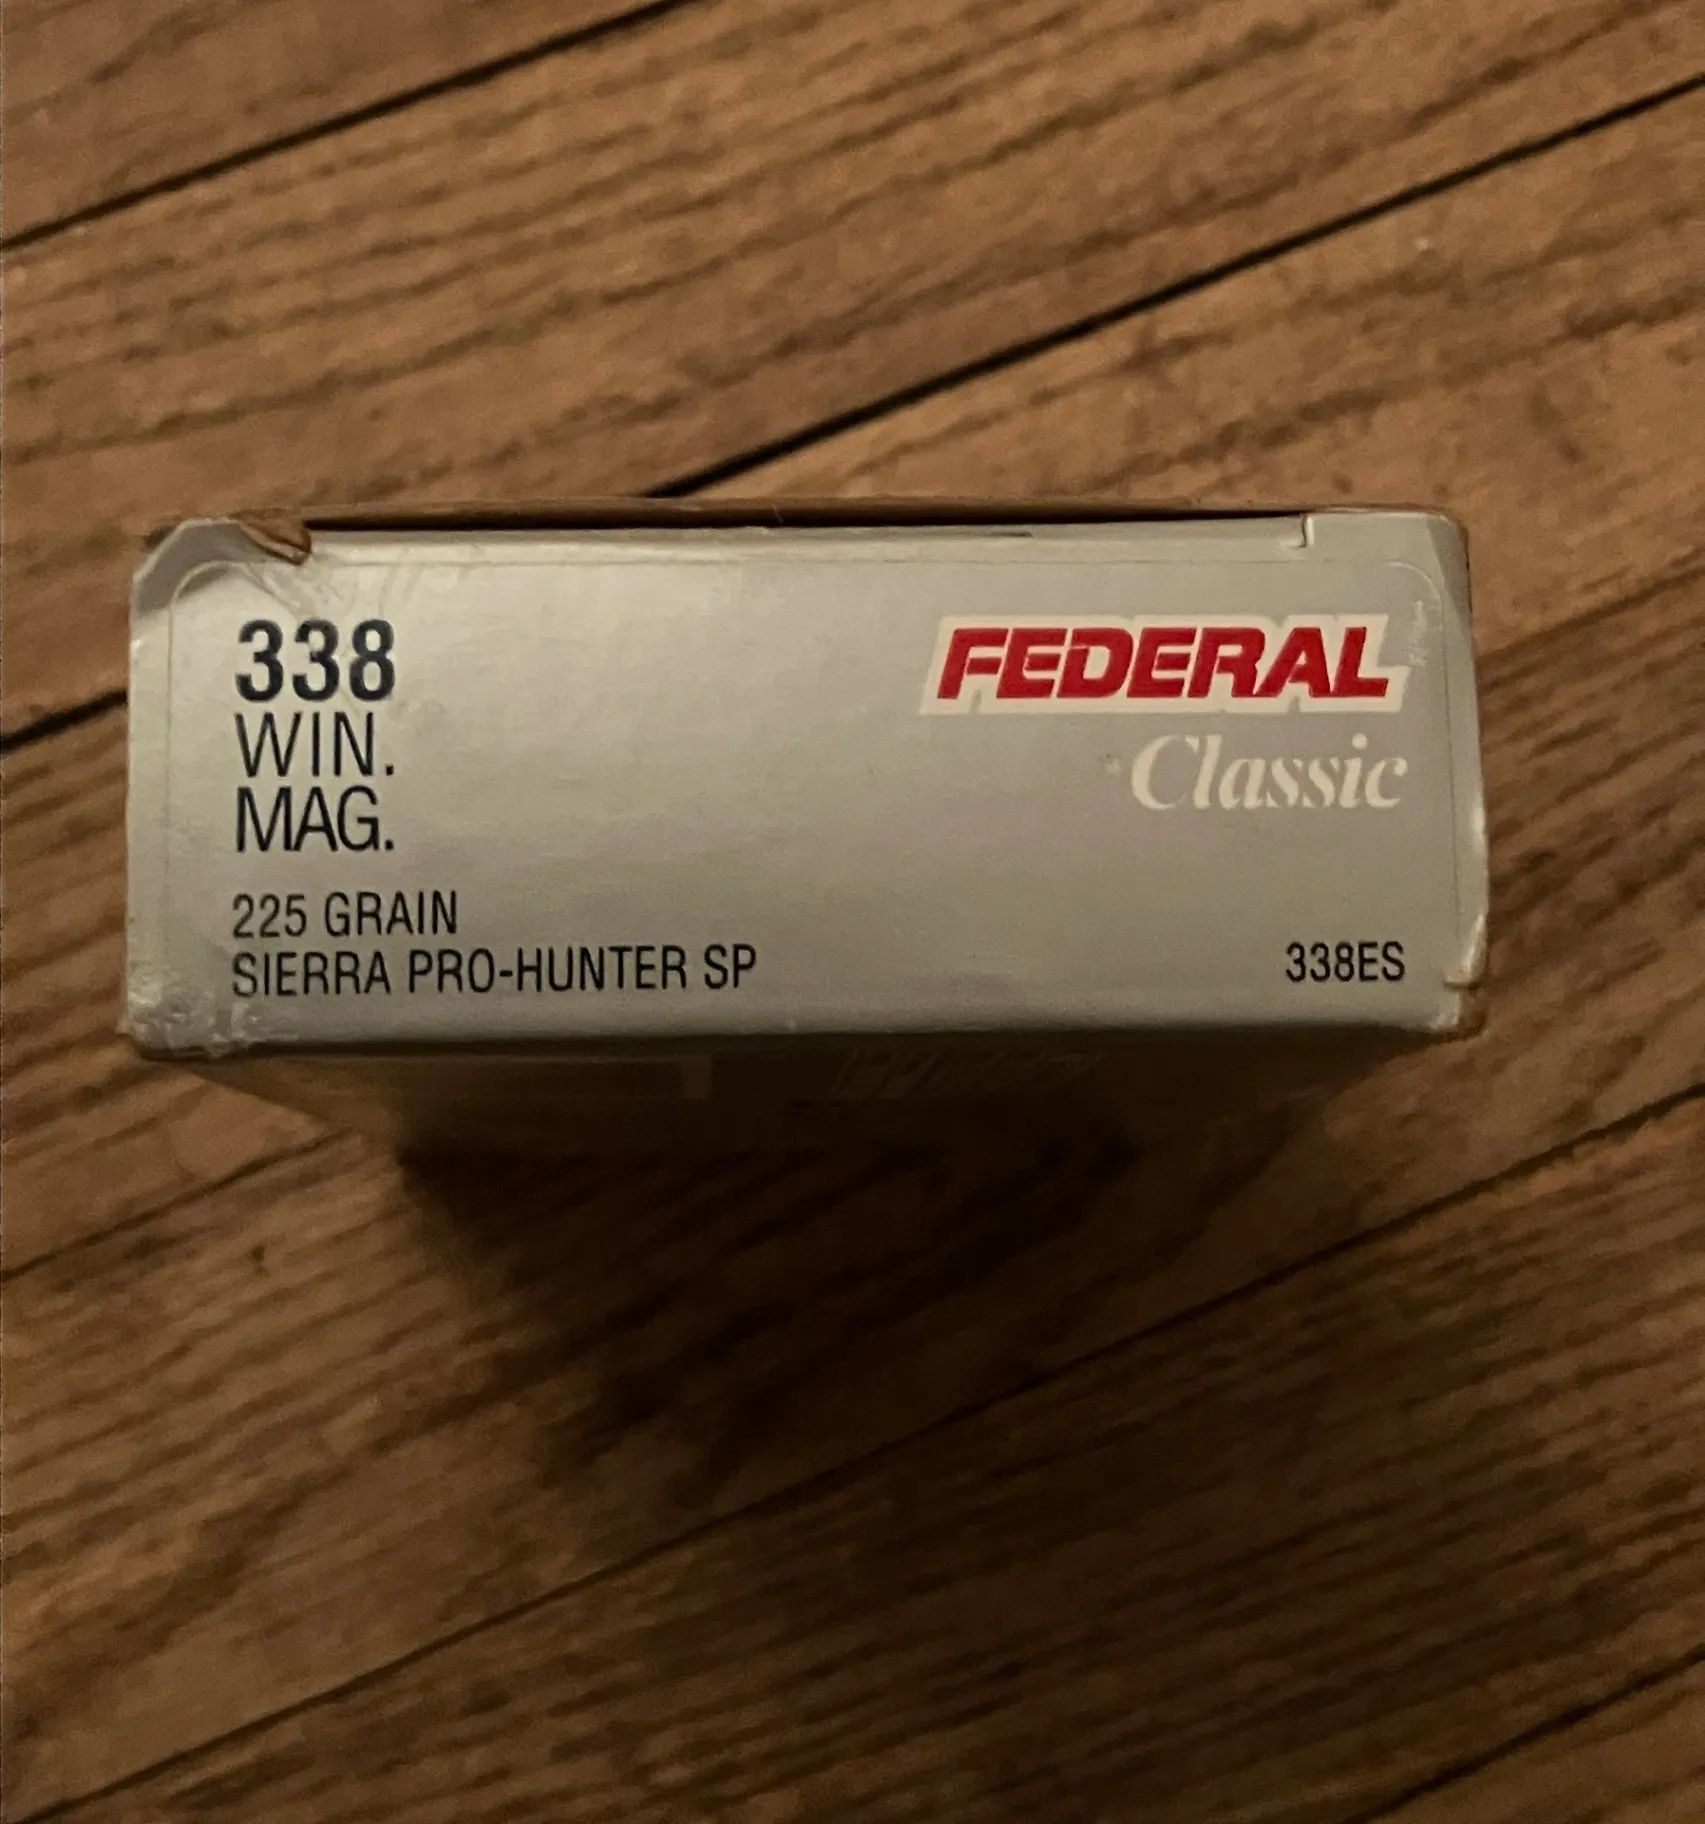 338
WIN.
MAG.
225 GRAIN
SIERRA PRO-HUNTER SP
FEDERAL
Classic
338ES